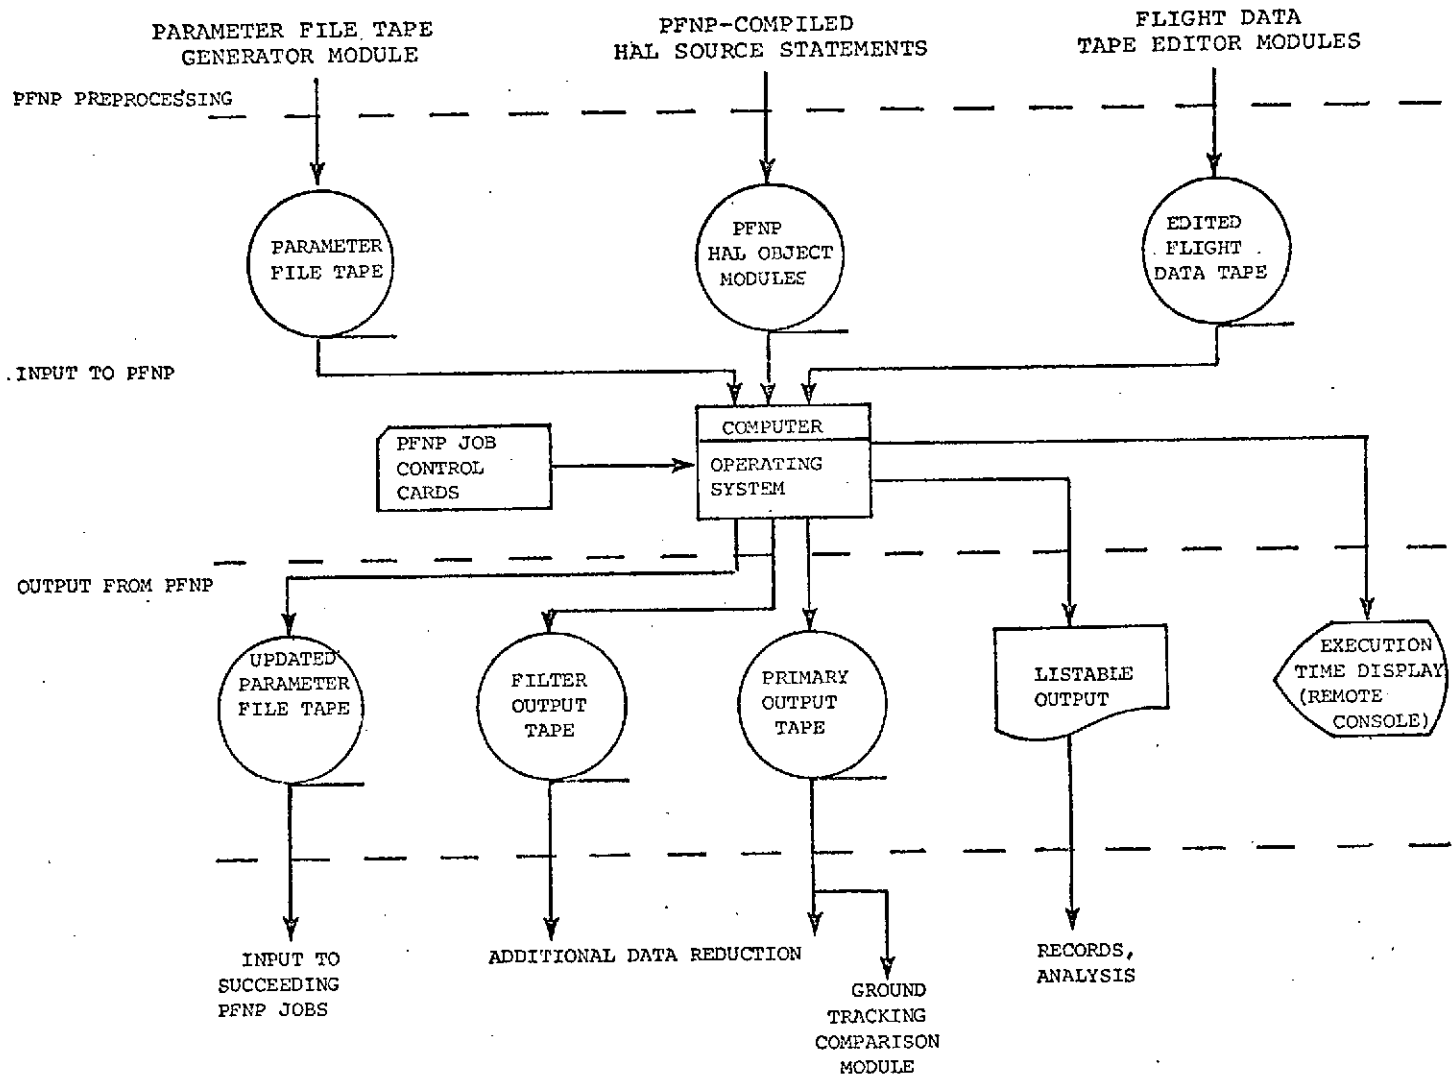 PARAMETER FILE TAPE
GENERATOR MODULE
PFNP-COMPILED
HAL SOURCE STATEMENTS
FLIGHT DATA
TAPE EDITOR MODULES
PFNP PREPROCESSING
PARAMETER
FILE TAPE
PFNP
HAL OBJECT
MODULES
EDITED
FLIGHT
DATA TAPE
INPUT TO PFNP
PFNP JOB
CONTROL
CARDS
COMPUTER
OPERATING
SYSTEM
OUTPUT FROM PFNP
UPDATED
PARAMETER
FILE TAPE
FILTER
OUTPUT
TAPE
PRIMARY
OUTPUT
TAPE
LISTABLE
OUTPUT
EXECUTION
TIME DISPLAY
(REMOTE
CONSOLE)
INPUT TO
SUCCEEDING
PFNP JOBS
ADDITIONAL DATA REDUCTION
GROUND
TRACKING
COMPARISON
MODULE
RECORDS,
ANALYSIS